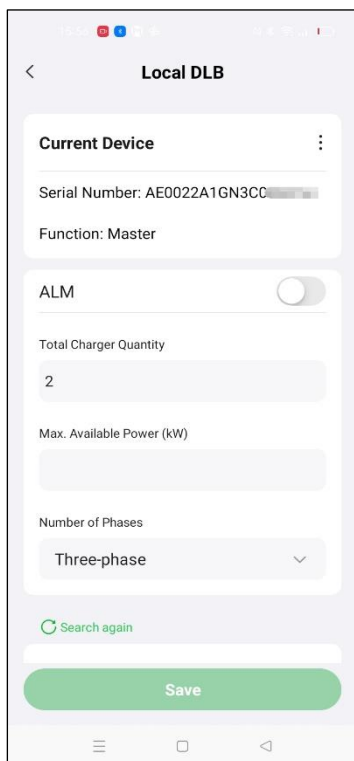 Local DLB
Current Device
Serial Number: AE0022A1GN3C0
Function: Master
ALM
Total Charger Quantity
2
Max. Available Power (kW)
Number of Phases
Three-phase
Search again
Save